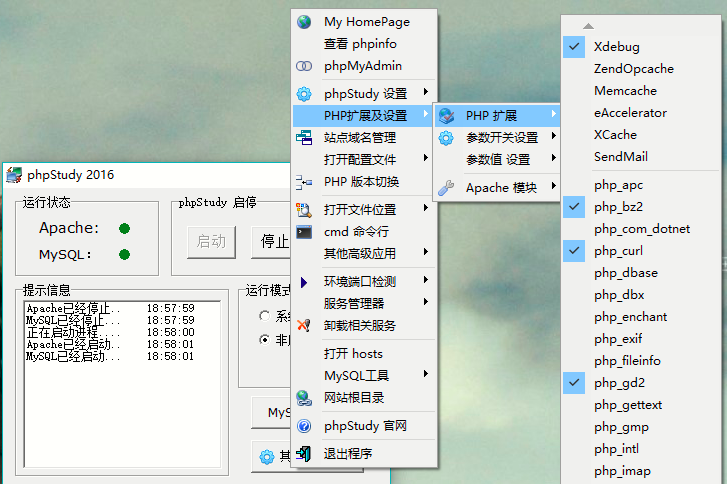 My HomePage
查看 phpinfo
phpMyAdmin
phpStudy 设置
PHP扩展及设置
站点域名管理
打开配置文件
PHP 版本切换
打开文件位置
cmd 命令行
其他高级应用
环境端口检测
服务管理器
卸载相关服务
打开 hosts
MySQL工具
网站根目录
phpStudy 官网
退出程序
PHP 扩展
参数开关设置
参数值 设置
Apache 模块
Xdebug
ZendOpcache
Memcache
eAccelerator
XCache
SendMail
php_apc
php_bz2
php_com_dotnet
php_curl
php_dbase
php_dbx
php_enchant
php_exif
php_fileinfo
php_gd2
php_gettext
php_gmp
php_intl
php_imap
phpStudy 2016
运行状态
Apache:
MySQL:
phpStudy 启停
启动
停止
提示信息
Apache已经停止.. 18:57:59
MySQL已经停止... 18:57:59
正在启动进程.... 18:58:00
Apache已经启动.. 18:58:01
MySQL已经启动... 18:58:01
运行模式
系
非
MyS
其